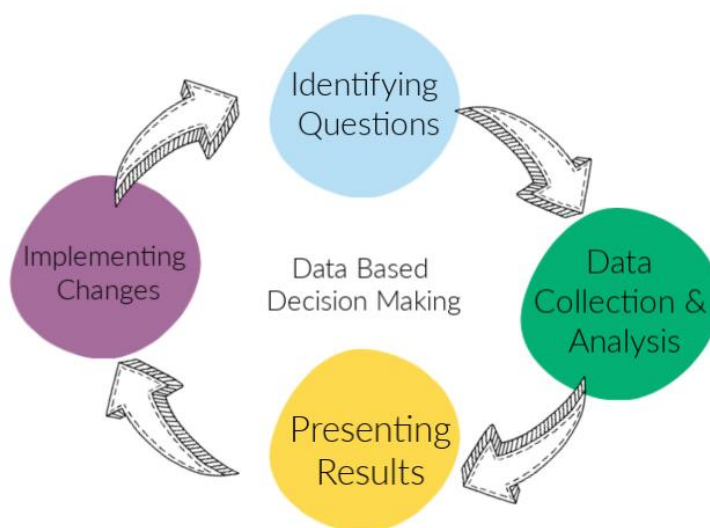 Identifying
Questions
Data
Collection &
Analysis
Presenting
Results
Implementing
Changes
Data Based
Decision Making